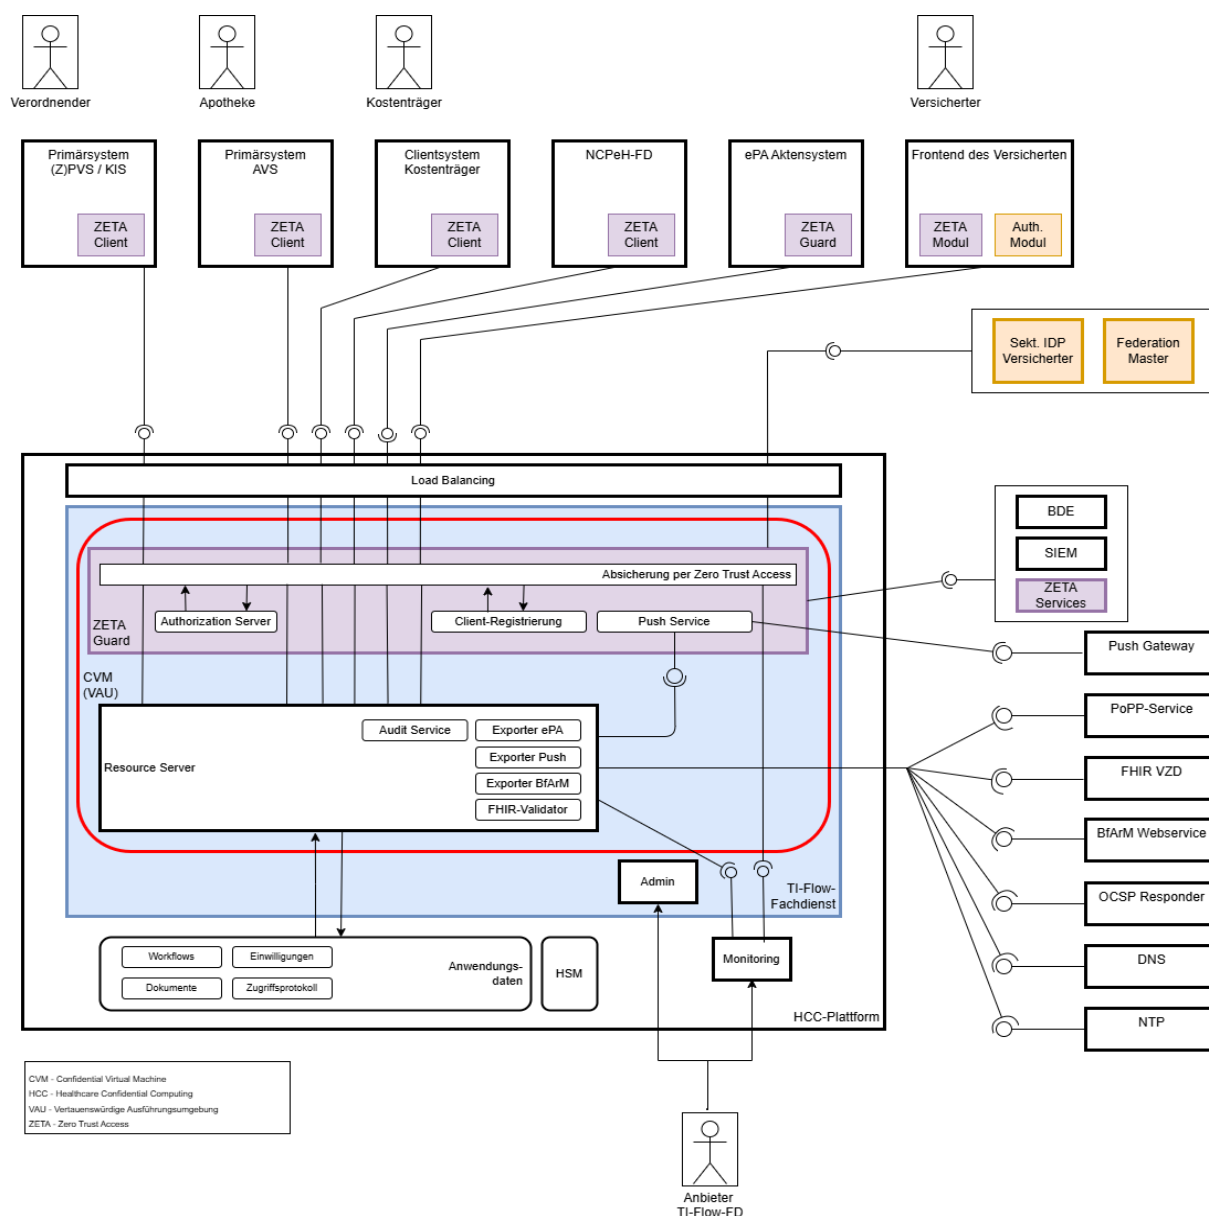 Verordnender
Apotheke
Kostenträger
Versicherter
Primärsystem
(Z)PVS / KIS
ZETA
Client
Primärsystem
AVS
ZETA
Client
Clientsystem
Kostenträger
ZETA
Client
NCPeH-FD
ZETA
Client
ePA Aktensystem
ZETA
Guard
Frontend des Versicherten
ZETA
Modul
Auth.
Modul
Sekt. IDP
Versicherter
Federation
Master
Load Balancing
BDE
SIEM
ZETA
Services
Absicherung per Zero Trust Access
Authorization Server
Client-Registrierung
Push Service
ZETA
Guard
CVM
(VAU)
Push Gateway
PoPP-Service
FHIR VZD
BfArM Webservice
OCSP Responder
DNS
NTP
Resource Server
Audit Service
Exporter ePA
Exporter Push
Exporter BfArM
FHIR-Validator
Admin
TI-Flow-
Fachdienst
Workflows
Einwilligungen
Dokumente
Zugriffsprotokoll
Anwendungs-
daten
HSM
Monitoring
HCC-Plattform
CVM - Confidential Virtual Machine
HCC - Healthcare Confidential Computing
VAU - Vertauenswürdige Ausführungsumgebung
ZETA - Zero Trust Access
Anbieter
TI-Flow-FD